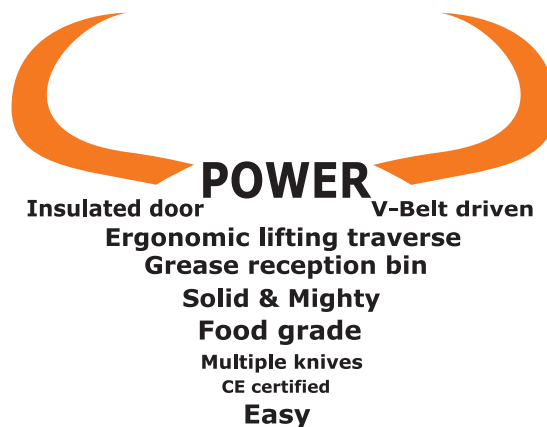 POWER
Insulated door V-Belt driven
Ergonomic lifting traverse
Grease reception bin
Solid & Mighty
Food grade
Multiple knives
CE certified
Easy